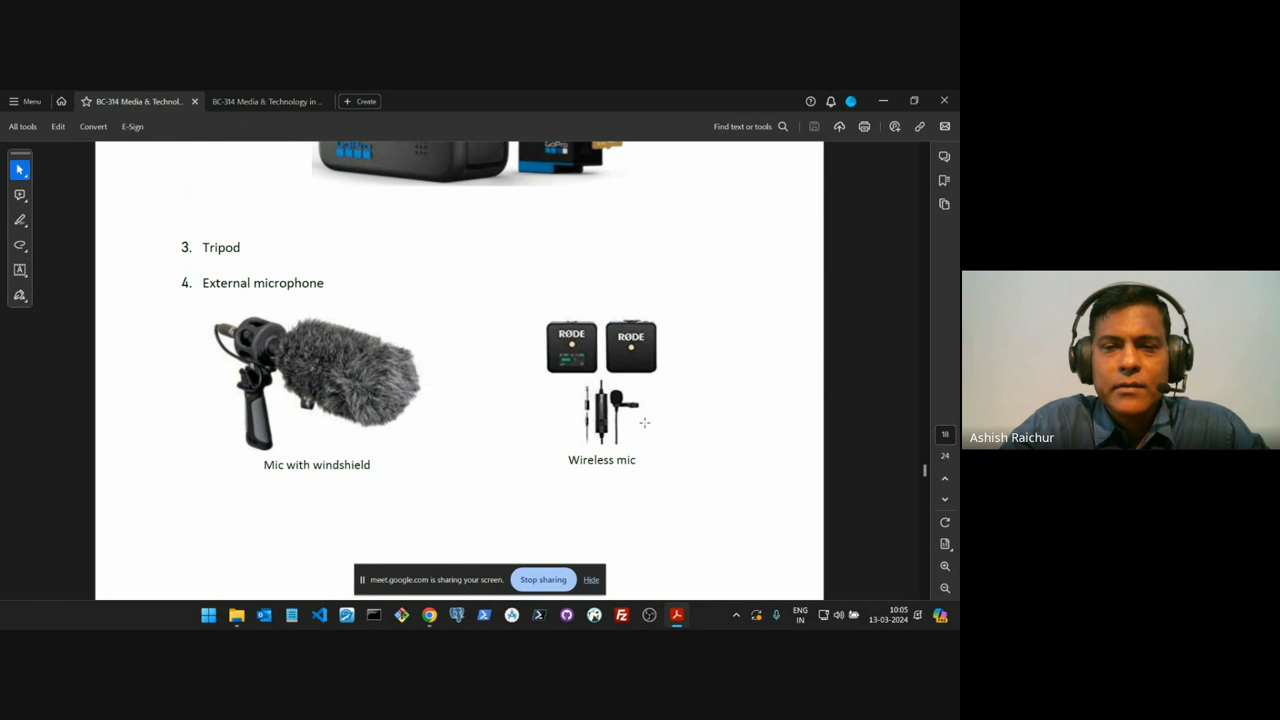 Menu
BC-314 Media & Technol...
BC-314 Media & Technology in ...
Create
All tools
Edit
Convert
E-Sign
Find text or tools
GoPro
3. Tripod
4. External microphone
RØDE
RØDE
Mic with windshield
Wireless mic
Ashish Raichur
18
24
meet.google.com is sharing your screen.
Stop sharing
Hide
ENG
IN
10:05
13-03-2024